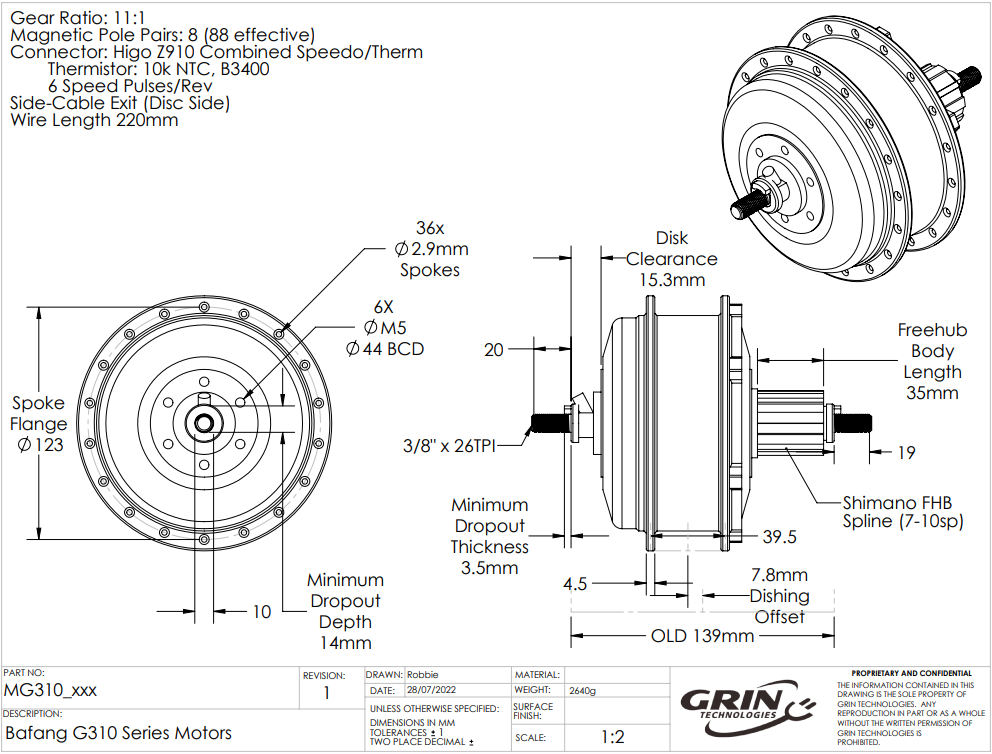 Gear Ratio: 11:1
Magnetic Pole Pairs: 8 (88 effective)
Connector: Higo Z910 Combined Speedo/Therm
Thermistor: 10k NTC, B3400
6 Speed Pulses/Rev
Side-Cable Exit (Disc Side)
Wire Length 220mm
36x
∅2.9mm
Spokes
6X
∅M5
∅44 BCD
Spoke
Flange
∅123
10
Minimum
Dropout
Depth
14mm
Disk
Clearance
15.3mm
20
3/8" x 26TPI
Freehub
Body
Length
35mm
19
Shimano FHB
Spline (7-10sp)
Minimum
Dropout
Thickness
3.5mm
39.5
4.5
7.8mm
Dishing
Offset
OLD 139mm
PART NO:
MG310_xxx
REVISION:
1
DESCRIPTION:
Bafang G310 Series Motors
DRAWN: Robbie
DATE: 28/07/2022
UNLESS OTHERWISE SPECIFIED:
DIMENSIONS IN MM
TOLERANCES ± 1
TWO PLACE DECIMAL ±
MATERIAL:
WEIGHT: 2640g
SURFACE
FINISH:
SCALE: 1:2
GRIN
TECHNOLOGIES
PROPRIETARY AND CONFIDENTIAL
THE INFORMATION CONTAINED IN THIS
DRAWING IS THE SOLE PROPERTY OF
GRIN TECHNOLOGIES. ANY
REPRODUCTION IN PART OR AS A WHOLE
WITHOUT THE WRITTEN PERMISSION OF
GRIN TECHNOLOGIES IS
PROHIBITED.